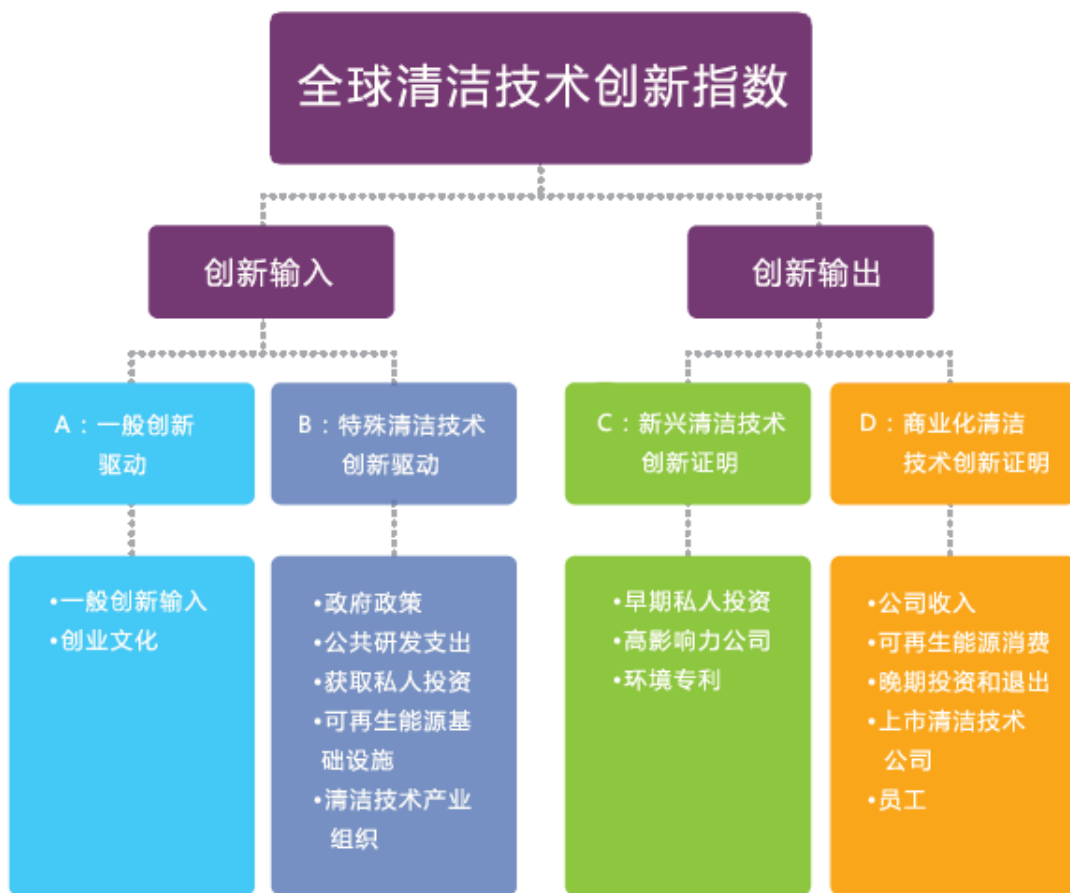 全球清洁技术创新指数
创新输入
创新输出
A：一般创新
驱动
B：特殊清洁技术
创新驱动
C：新兴清洁技术
创新证明
D：商业化清洁
技术创新证明
•一般创新输入
•创业文化
•政府政策
•公共研发支出
•获取私人投资
•可再生能源基
础设施
•清洁技术产业
组织
•早期私人投资
•高影响力公司
•环境专利
•公司收入
•可再生能源消费
•晚期投资和退出
•上市清洁技术
公司
•员工